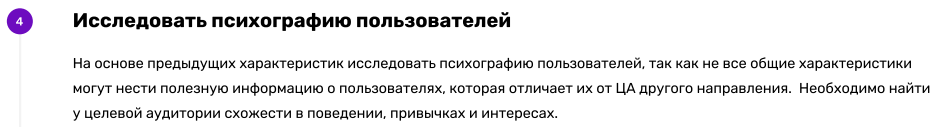 4
Исследовать психографию пользователей
На основе предыдущих характеристик исследовать психографию пользователей, так как не все общие характеристики
могут нести полезную информацию о пользователях, которая отличает их от ЦА другого направления.  Необходимо найти
у целевой аудитории схожести в поведении, привычках и интересах.